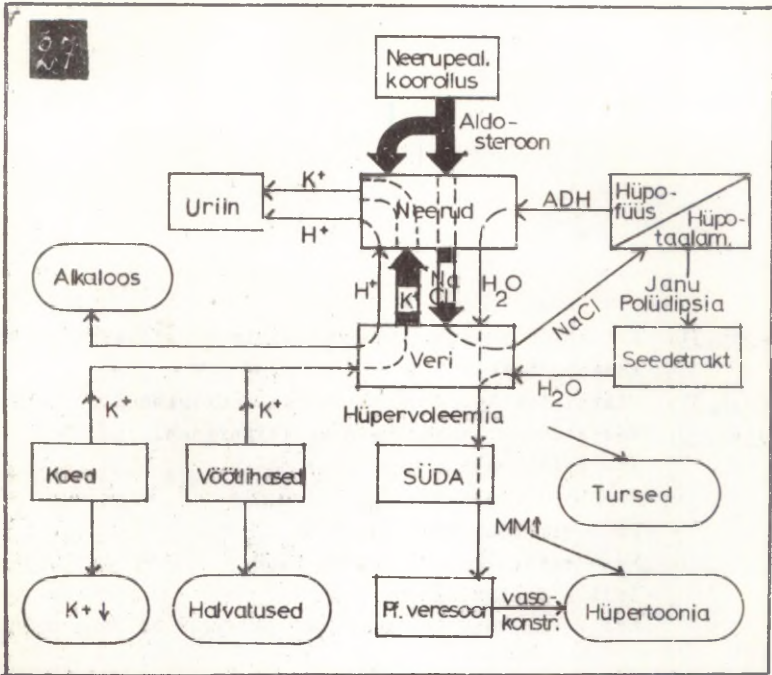 Neerupeal.
koorollus
Aldo-
steroon
K+
Uriin
H+
Neerud
ADH
Hüpo-
füüs
Hüpo-
taalam.
Alkaloos
H+
K+
Na
Cl
H2O
NaCl
Janu
Polüdipsia
Veri
H2O
Seedetrakt
K+
K+
Hüpervoleemia
Koed
Vöötlihased
SÜDA
Tursed
MM↑
K+ ↓
Halvatused
Pf. veresoon
vaso-
konstr.
Hüpertoonia